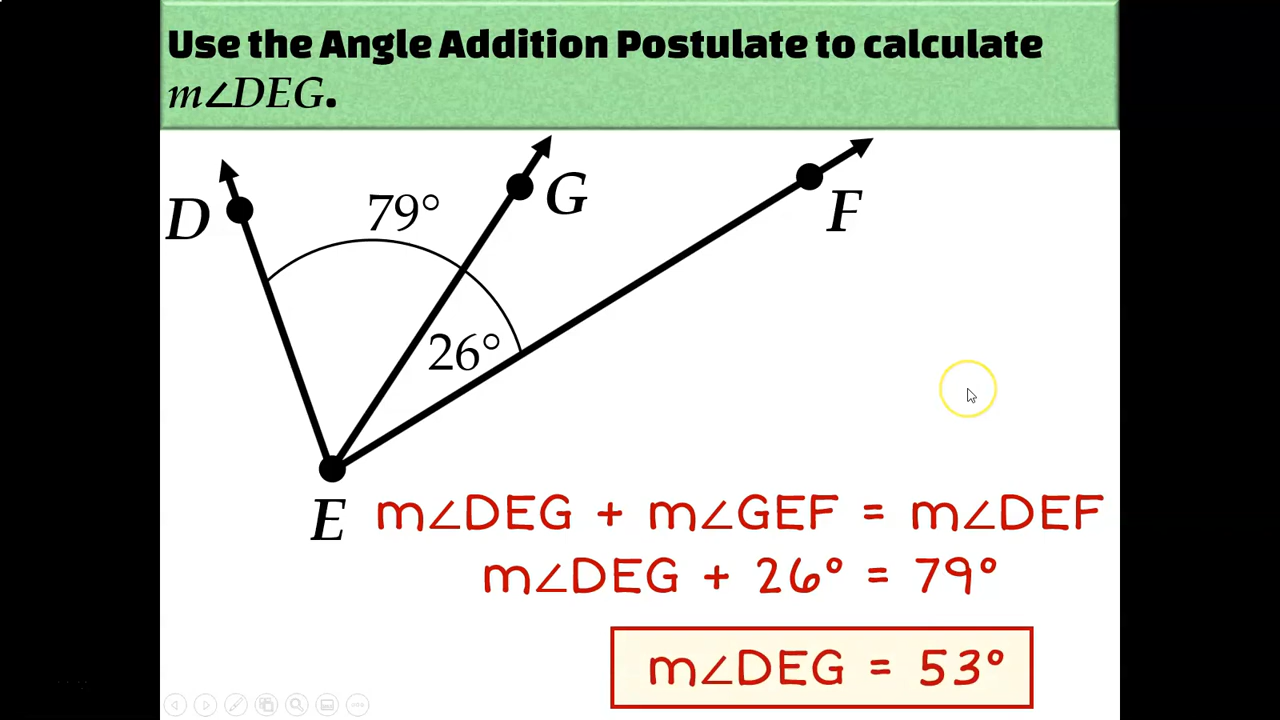 Use the Angle Addition Postulate to calculate
m∠DEG.
D
79°
G
F
26°
E
m∠DEG + m∠GEF = m∠DEF
m∠DEG + 26° = 79°
m∠DEG = 53°